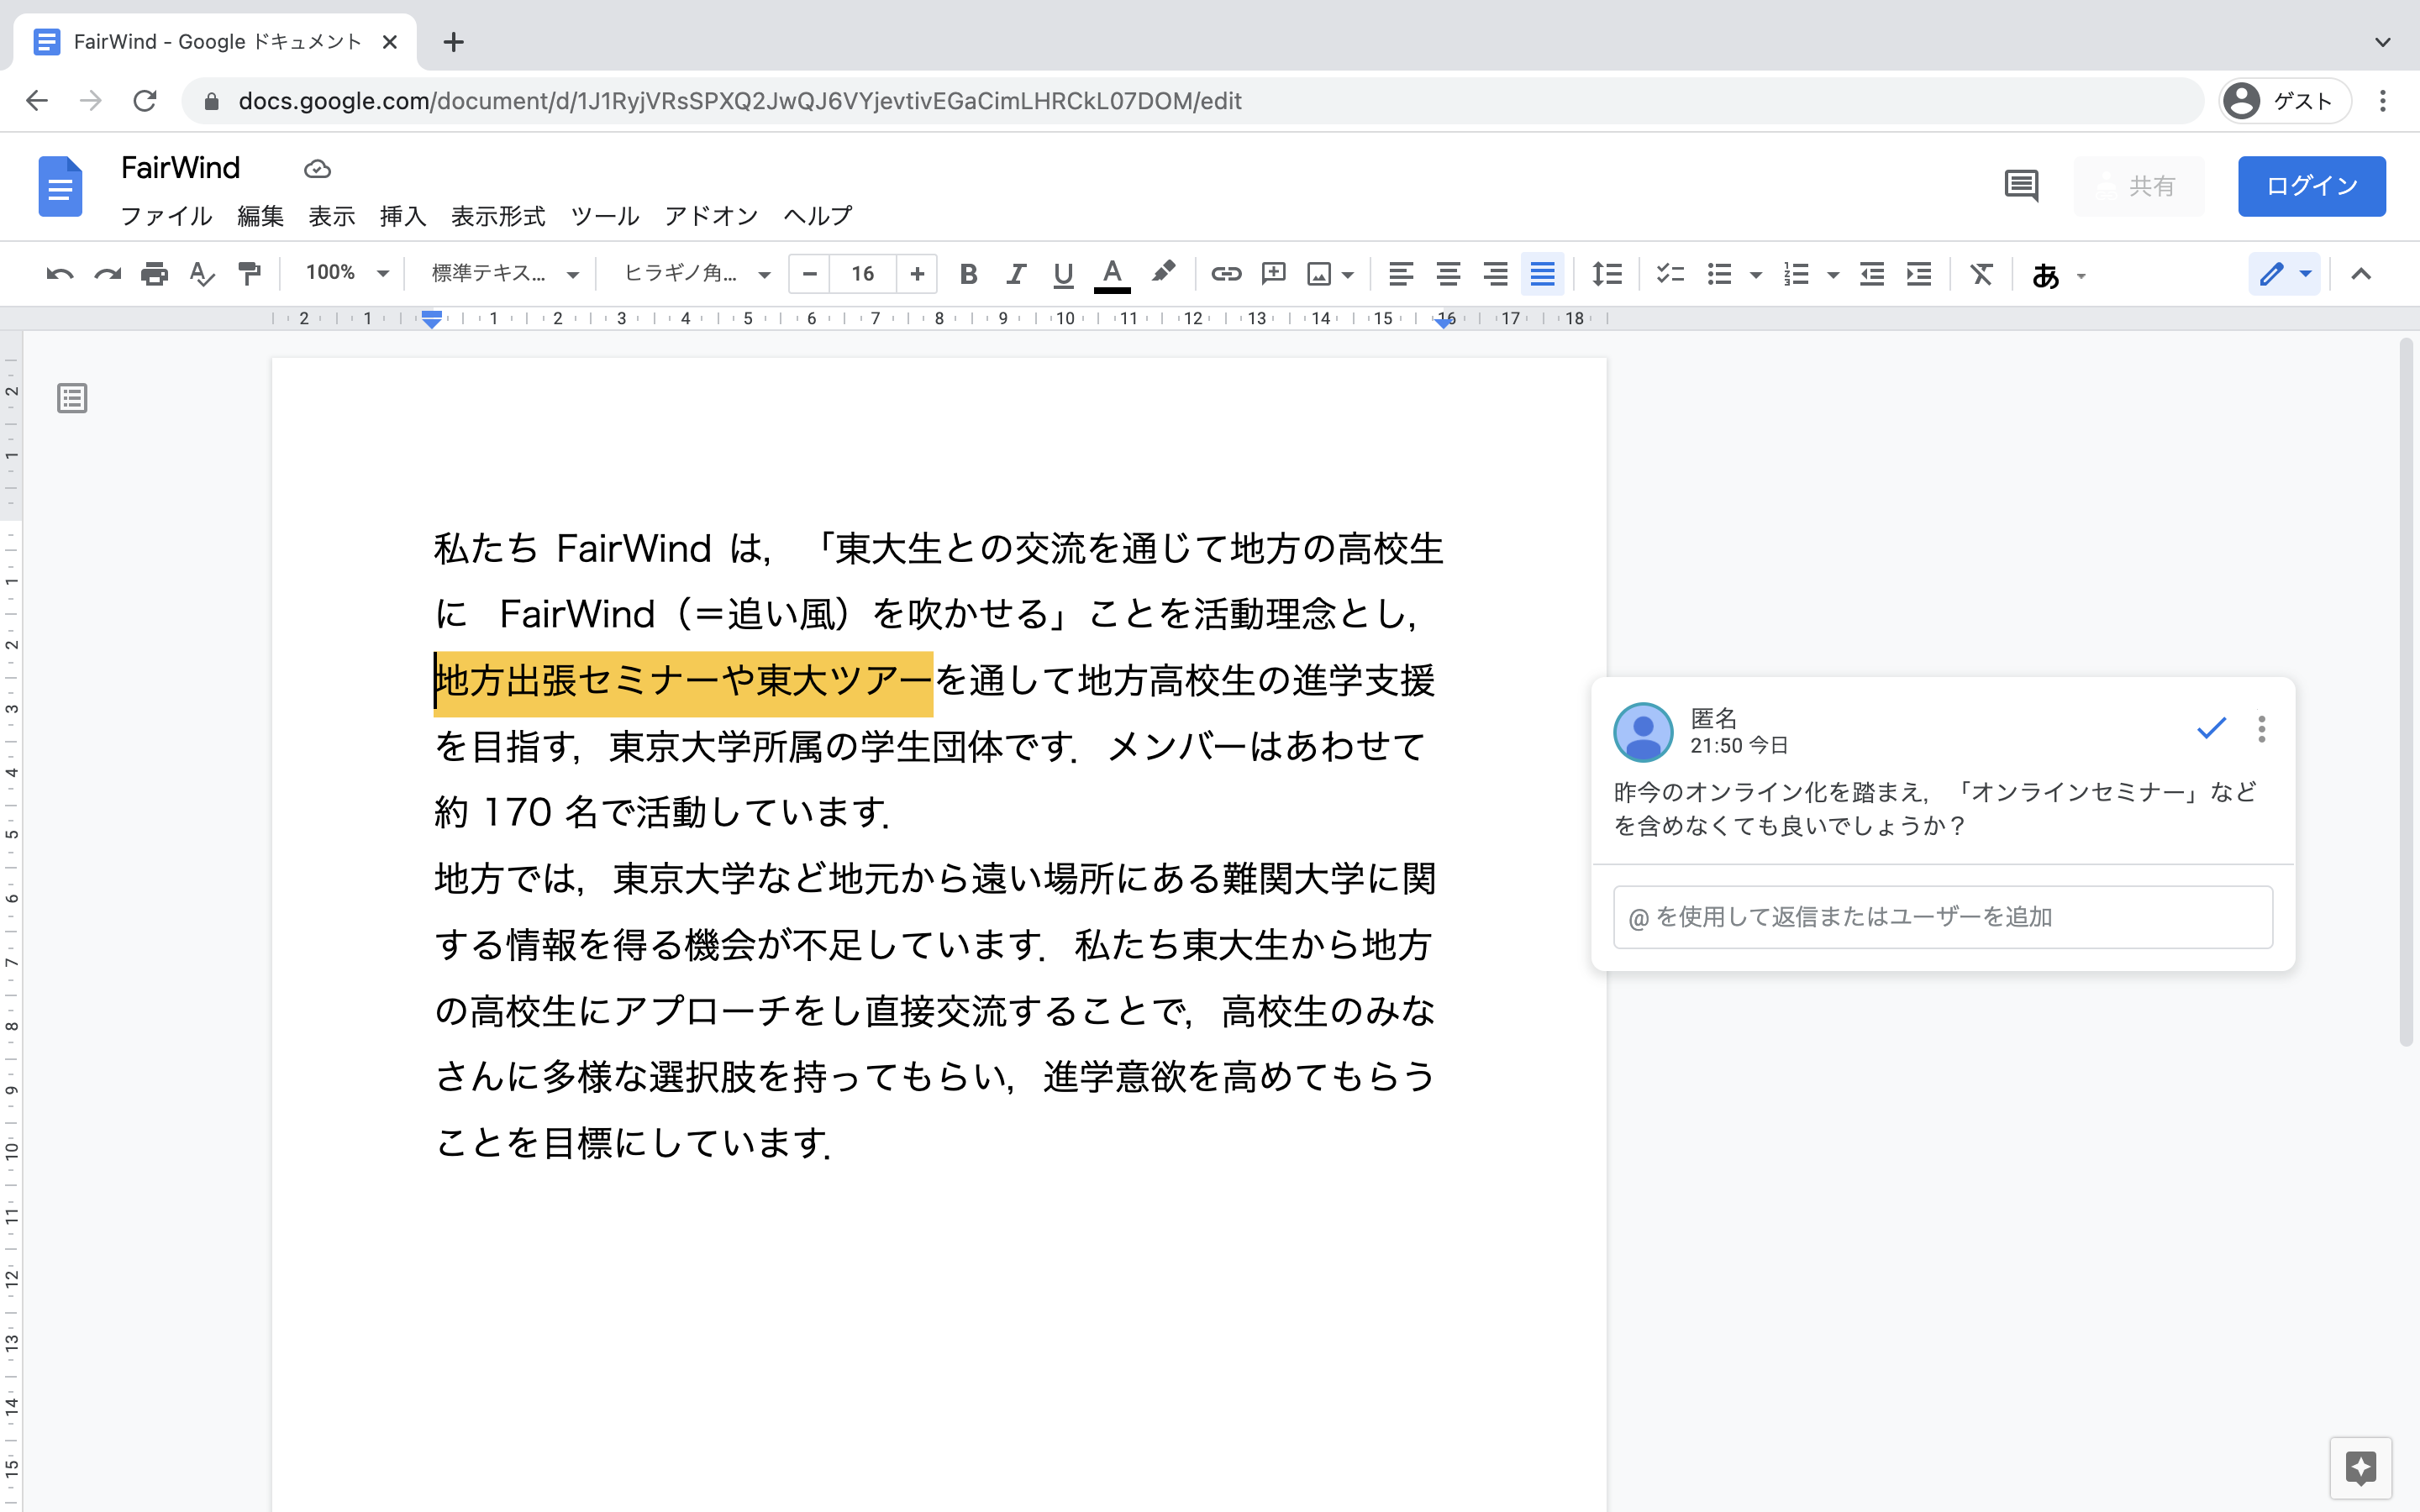 FairWind - Google ドキュメント
docs.google.com/document/d/1J1RyjVRsSPXQ2JwQJ6VYjevtivEGaCimLHRCkL07DOM/edit
ゲスト
FairWind
ファイル 編集 表示 挿入 表示形式 ツール アドオン ヘルプ
共有
ログイン
100% 標準テキス... ヒラギノ角... 16 B I U A あ
2 1 1 2 3 4 5 6 7 8 9 10 11 12 13 14 15 16 17 18
2 1 1 2 3 4 5 6 7 8 9 10 11 12 13 14 15
私たち FairWind は，「東大生との交流を通じて地方の高校生
に FairWind（＝追い風）を吹かせる」ことを活動理念とし，
地方出張セミナーや東大ツアーを通して地方高校生の進学支援
を目指す，東京大学所属の学生団体です．メンバーはあわせて
約 170 名で活動しています．
地方では，東京大学など地元から遠い場所にある難関大学に関
する情報を得る機会が不足しています．私たち東大生から地方
の高校生にアプローチをし直接交流することで，高校生のみな
さんに多様な選択肢を持ってもらい，進学意欲を高めてもらう
ことを目標にしています．
匿名
21:50 今日
昨今のオンライン化を踏まえ，「オンラインセミナー」など
を含めなくても良いでしょうか？
@ を使用して返信またはユーザーを追加